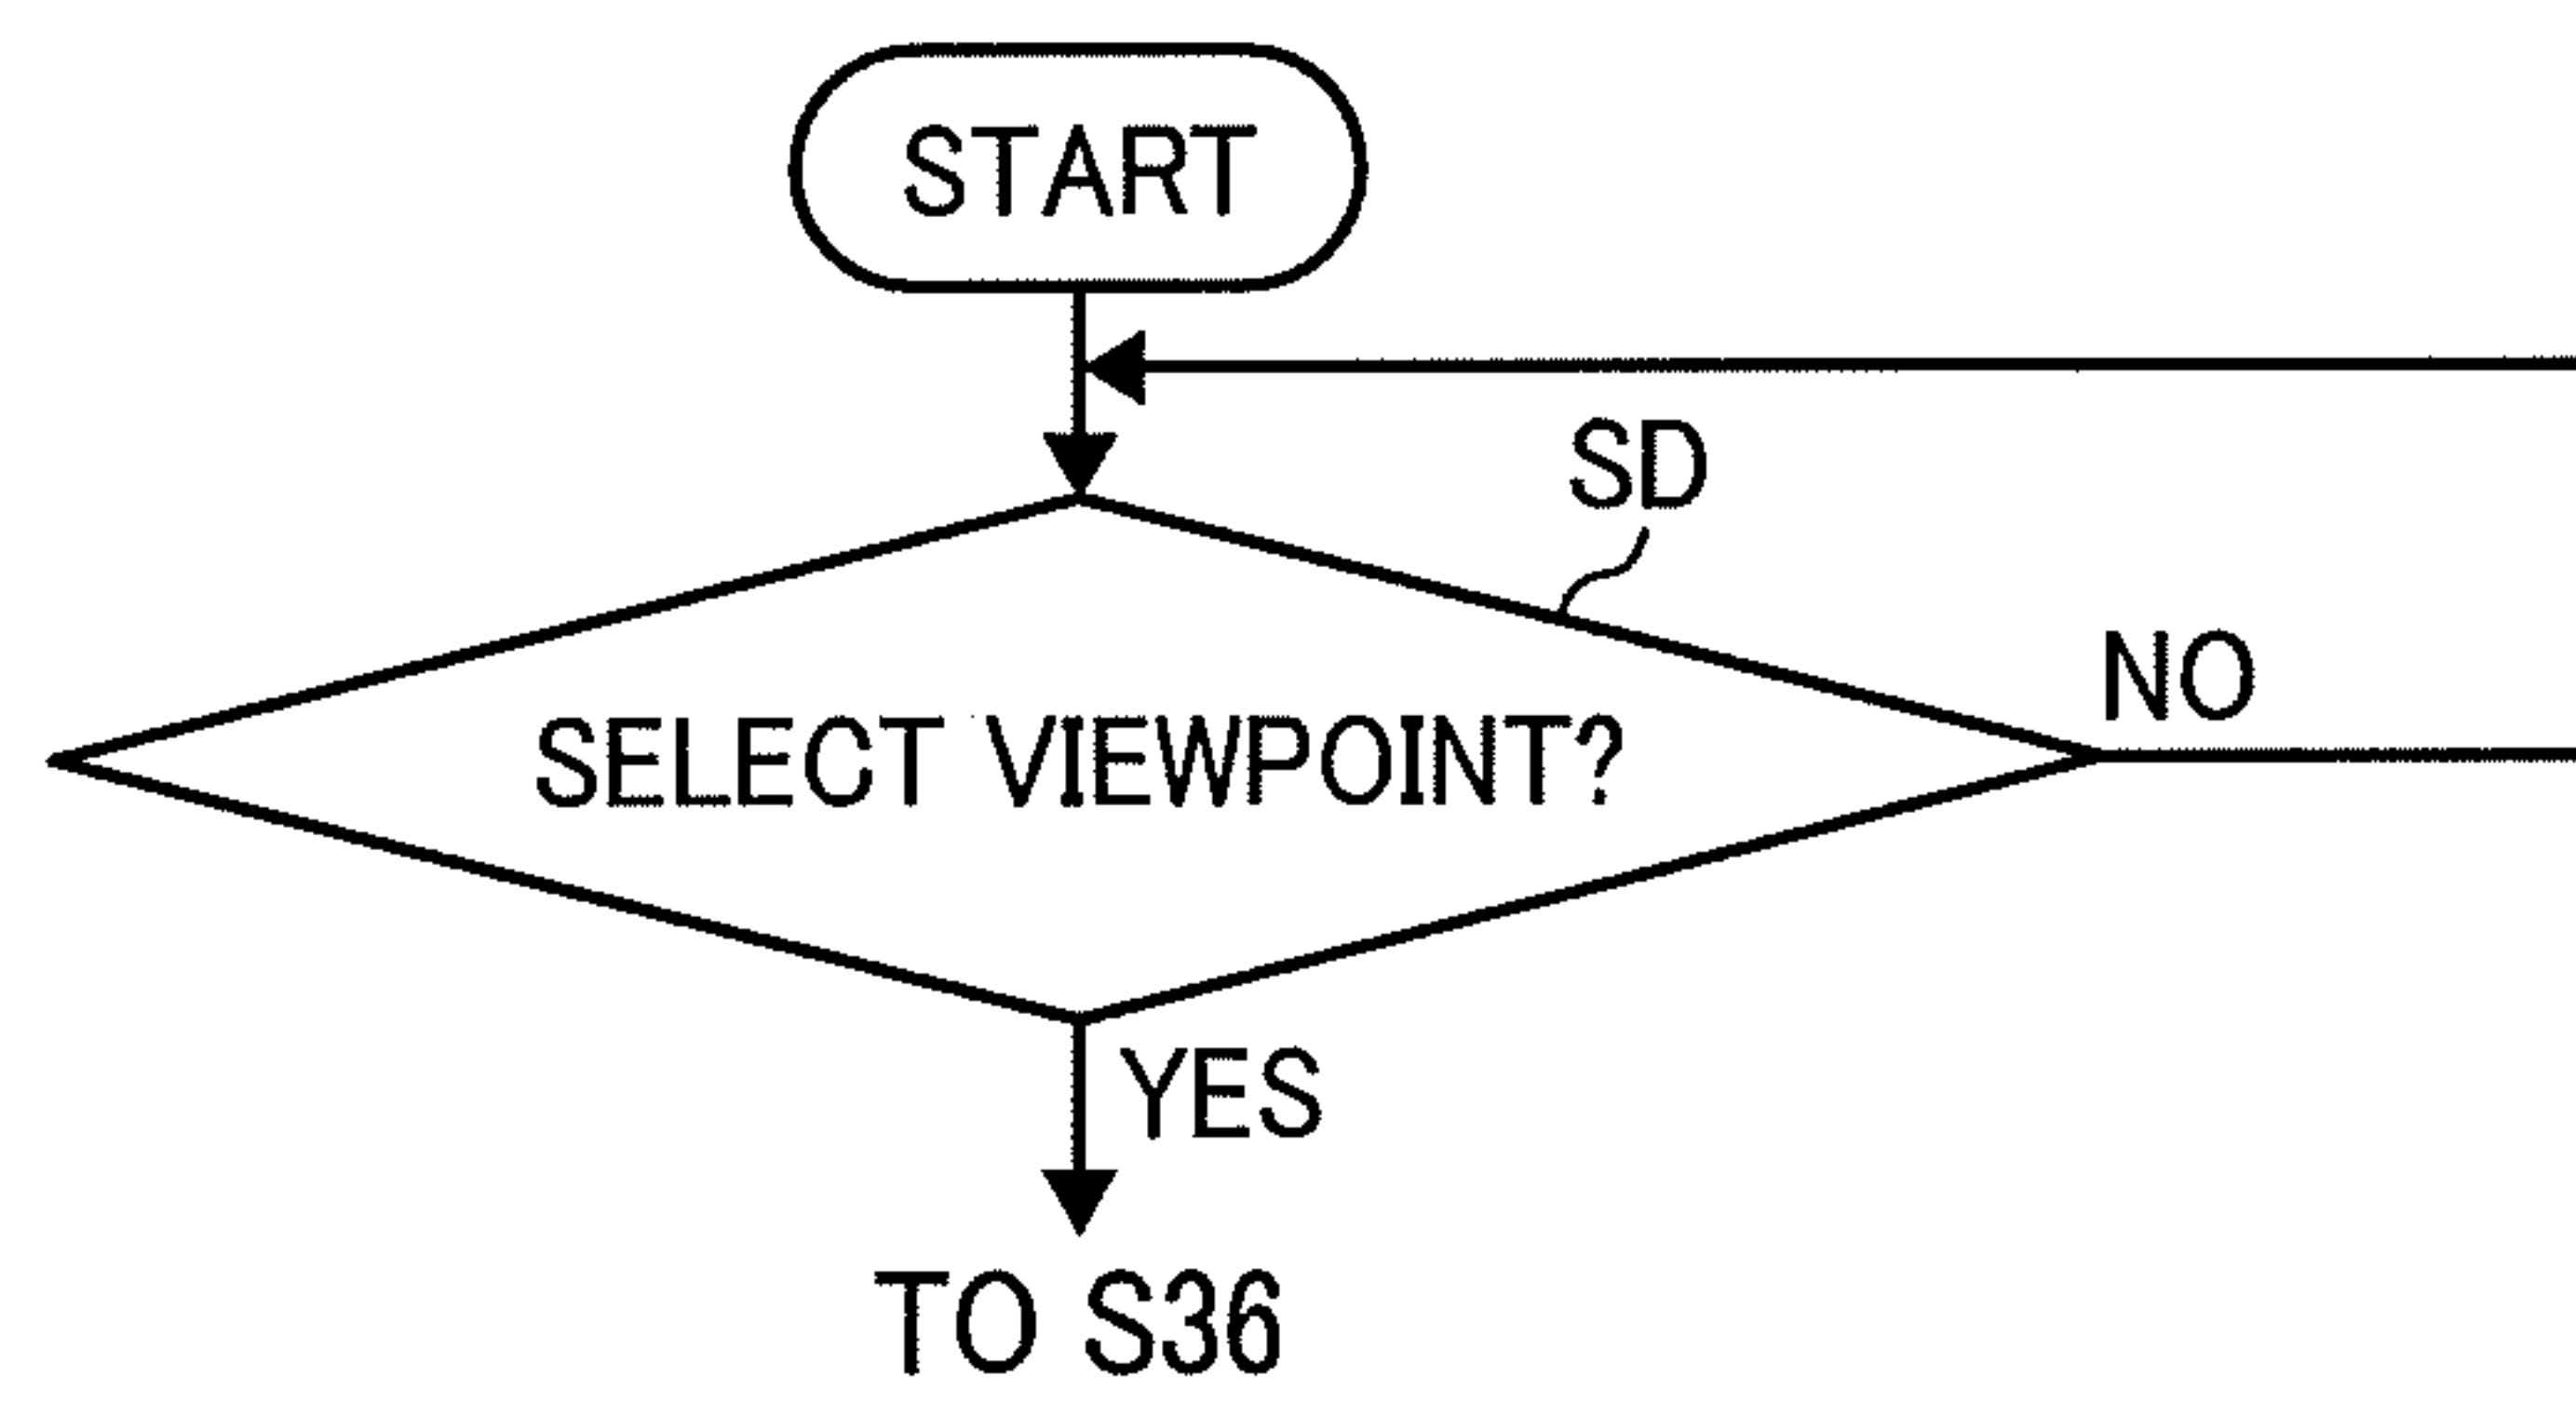 START
SD
NO
SELECT VIEWPOINT?
YES
TO S36